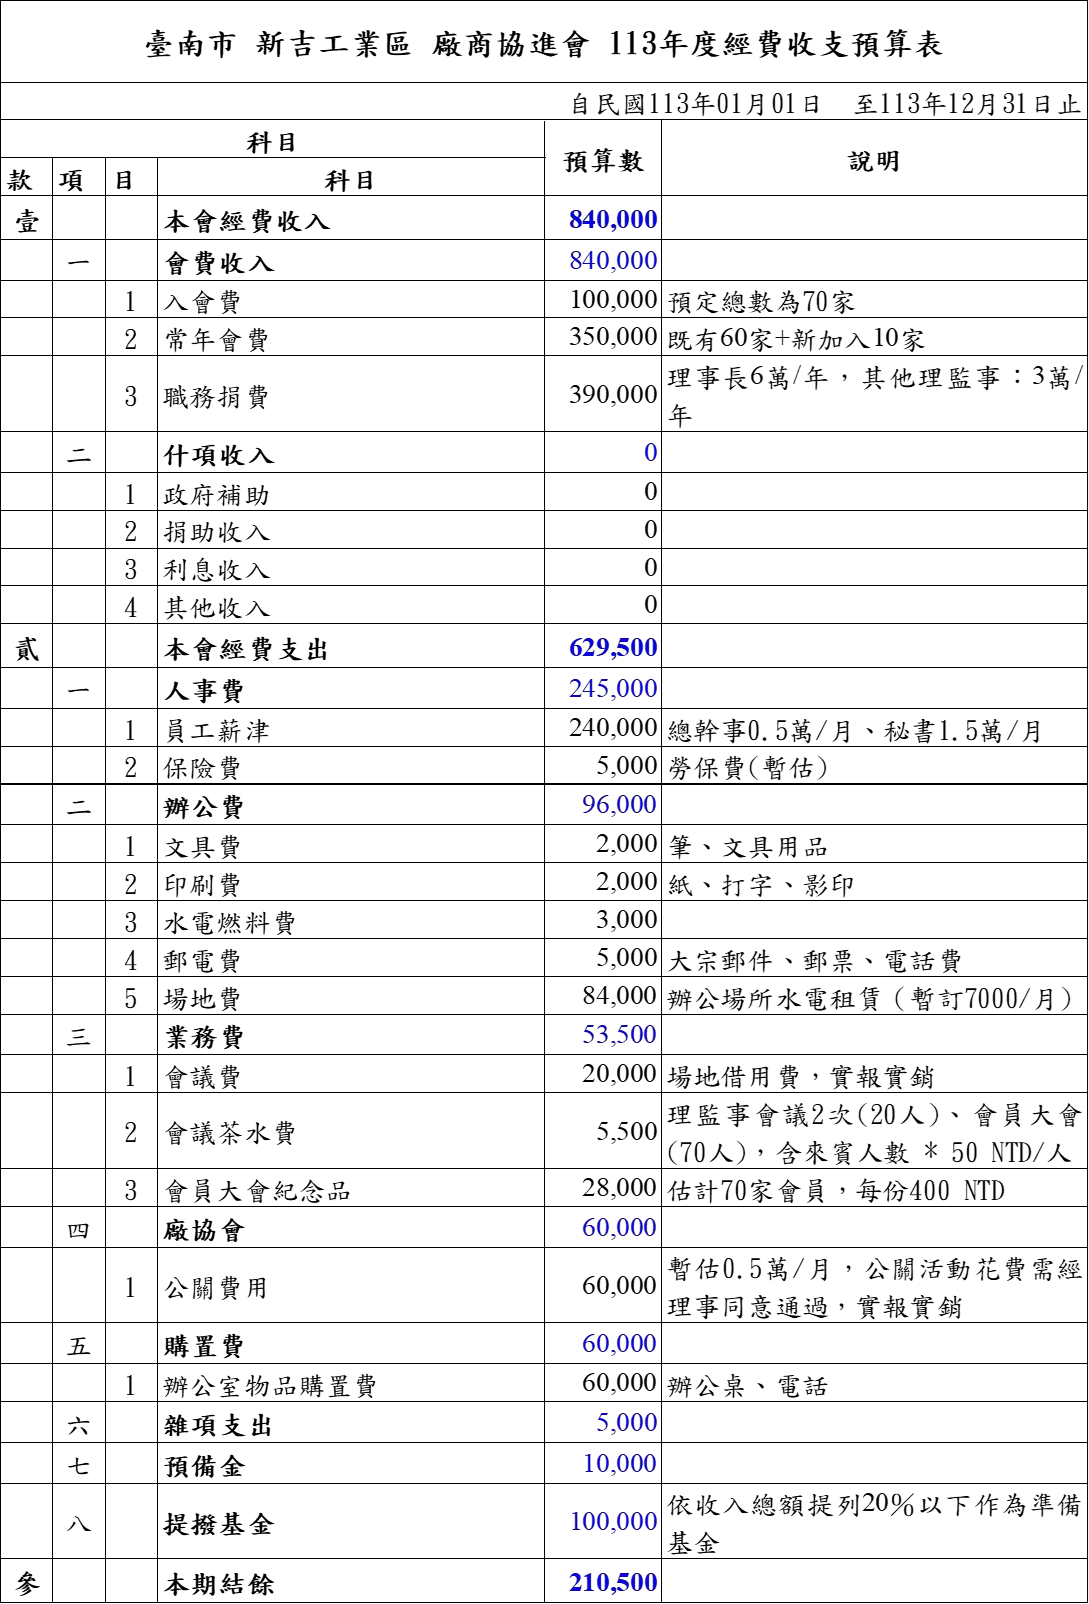 臺南市 新吉工業區 廠商協進會 113年度經費收支預算表
自民國113年01月01日 至113年12月31日止
科目 預算數 說明
款 項 目 科目
壹 本會經費收入 840,000
一 會費收入 840,000
1 入會費 100,000 預定總數為70家
2 常年會費 350,000 既有60家+新加入10家
3 職務捐費 390,000 理事長6萬/年，其他理監事：3萬/
年
二 什項收入 0
1 政府補助 0
2 捐助收入 0
3 利息收入 0
4 其他收入 0
貳 本會經費支出 629,500
一 人事費 245,000
1 員工薪津 240,000 總幹事0.5萬/月、秘書1.5萬/月
2 保險費 5,000 勞保費(暫估)
二 辦公費 96,000
1 文具費 2,000 筆、文具用品
2 印刷費 2,000 紙、打字、影印
3 水電燃料費 3,000
4 郵電費 5,000 大宗郵件、郵票、電話費
5 場地費 84,000 辦公場所水電租賃（暫訂7000/月）
三 業務費 53,500
1 會議費 20,000 場地借用費，實報實銷
2 會議茶水費 5,500 理監事會議2次(20人)、會員大會
(70人)，含來賓人數 * 50 NTD/人
3 會員大會紀念品 28,000 估計70家會員，每份400 NTD
四 廠協會 60,000
1 公關費用 60,000 暫估0.5萬/月，公關活動花費需經
理事同意通過，實報實銷
五 購置費 60,000
1 辦公室物品購置費 60,000 辦公桌、電話
六 雜項支出 5,000
七 預備金 10,000
八 提撥基金 100,000 依收入總額提列20%以下作為準備
基金
參 本期結餘 210,500